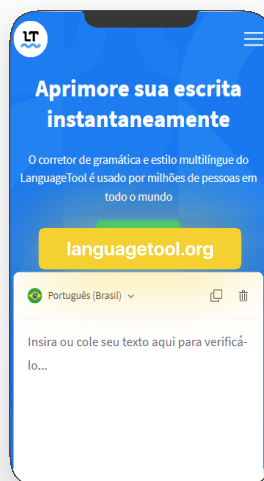 LT
Aprimore sua escrita
instantaneamente
O corretor de gramática e estilo multilíngue do
LanguageTool é usado por milhões de pessoas em
todo o mundo
languagetool.org
Português (Brasil)
Insira ou cole seu texto aqui para verificá-
lo...